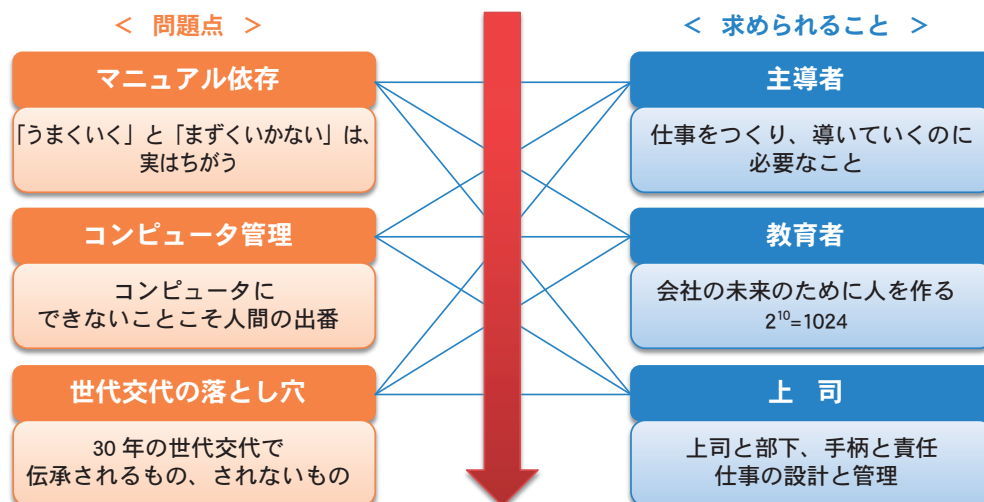 < 問題点 >
マニュアル依存
「うまくいく」と「まずくいかない」は、
実はちがう
コンピュータ管理
コンピュータに
できないことこそ人間の出番
世代交代の落とし穴
30 年の世代交代で
伝承されるもの、されないもの
< 求められること >
主導者
仕事をつくり、導いていくのに
必要なこと
教育者
会社の未来のために人を作る
2¹⁰=1024
上 司
上司と部下、手柄と責任
仕事の設計と管理